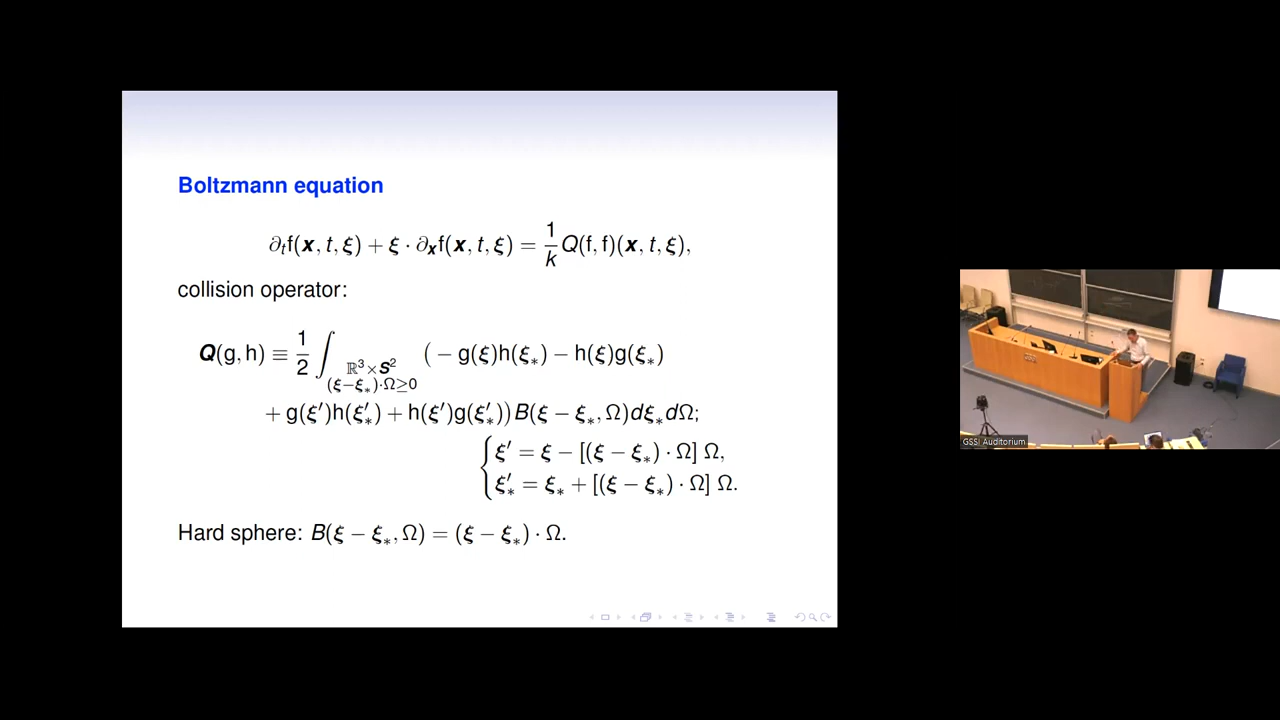 Boltzmann equation
∂ₜf(x, t, ξ) + ξ · ∂ₓf(x, t, ξ) = 1/k Q(f, f)(x, t, ξ),
collision operator:
Q(g, h) ≡ 1/2 ∫_{ℝ³×S², (ξ−ξ∗)·Ω≥0} ( − g(ξ)h(ξ∗) − h(ξ)g(ξ∗)
+ g(ξ′)h(ξ′∗) + h(ξ′)g(ξ′∗)) B(ξ − ξ∗, Ω)dξ∗dΩ;
{ ξ′ = ξ − [(ξ − ξ∗) · Ω] Ω,
ξ′∗ = ξ∗ + [(ξ − ξ∗) · Ω] Ω.
Hard sphere: B(ξ − ξ∗, Ω) = (ξ − ξ∗) · Ω.
GSSI Auditorium